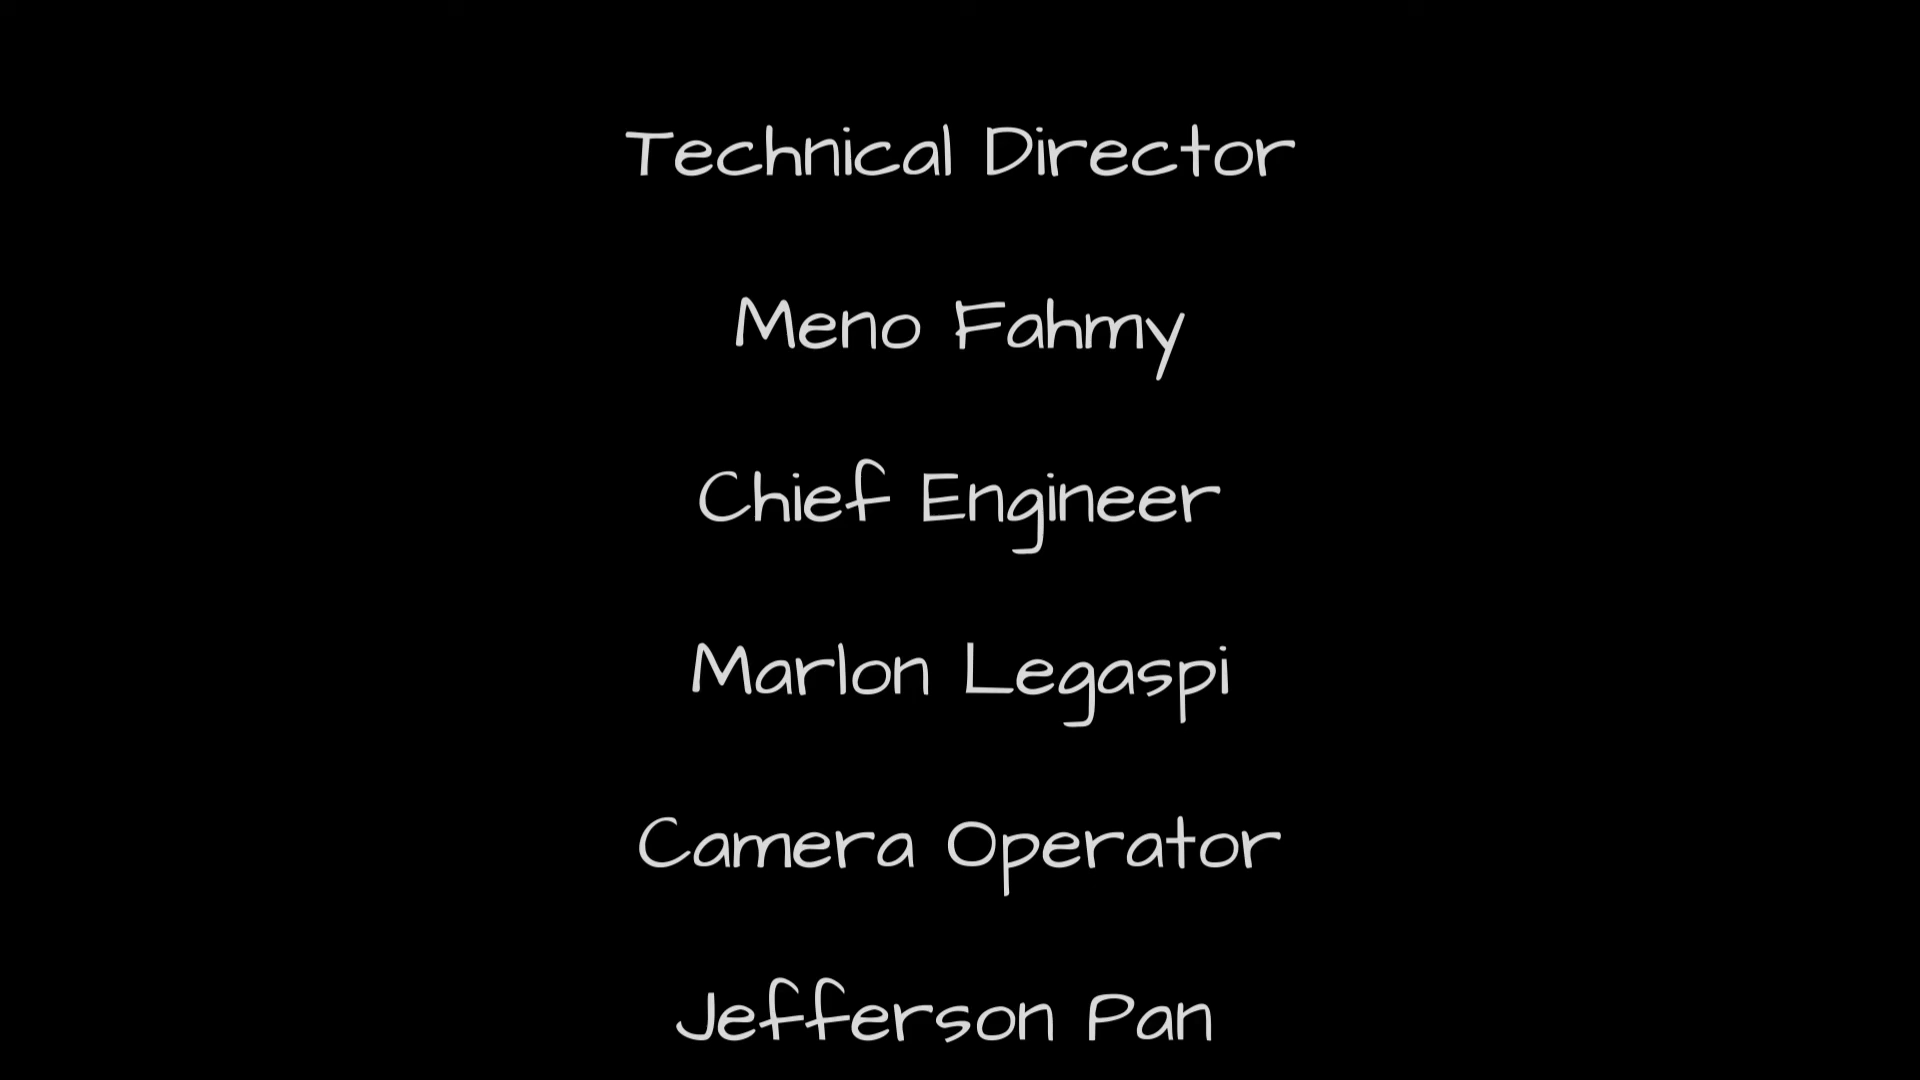 Technical Director
Meno Fahmy
Chief Engineer
Marlon Legaspi
Camera Operator
Jefferson Pan